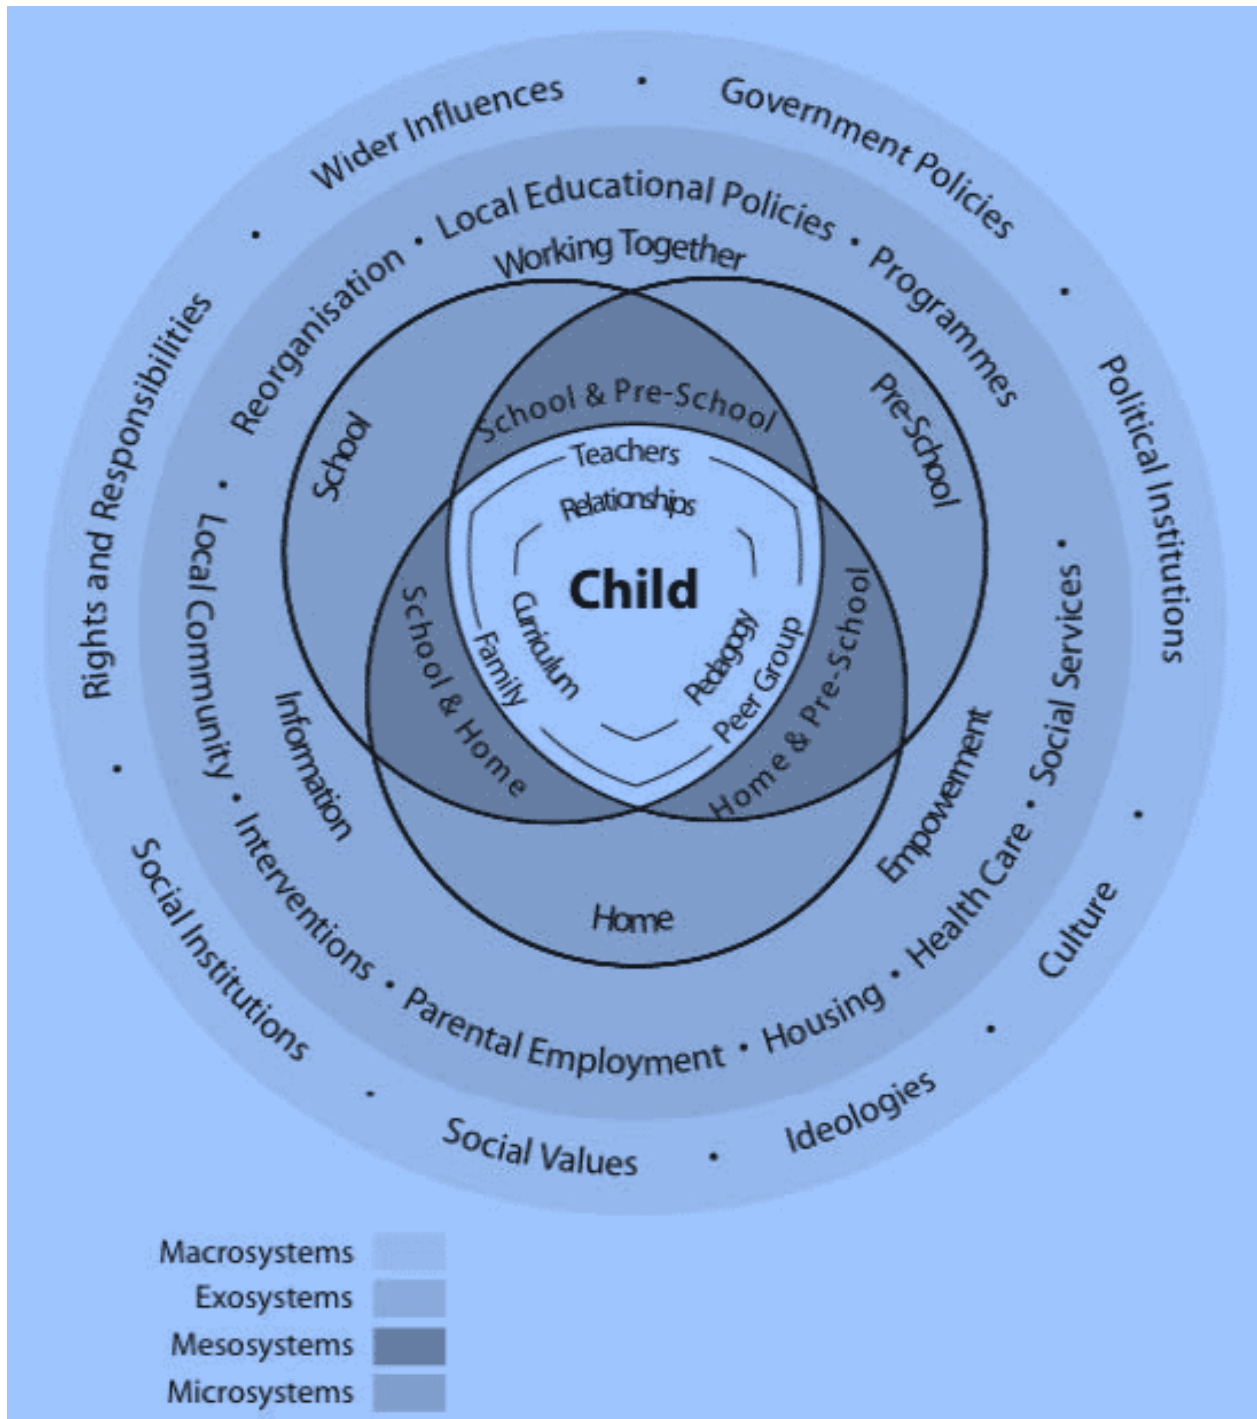 Wider Influences • Government Policies • Political Institutions • Culture • Ideologies • Social Values • Social Institutions • Rights and Responsibilities •
Local Educational Policies • Programmes
• Social Services • Health Care • Housing • Parental Employment • Interventions • Local Community • Reorganisation •
Working Together
Information
Empowerment
School
Pre-School
Home
School & Pre-School
School & Home
Home & Pre-School
Teachers
Family
Peer Group
Relationships
Curriculum
Pedagogy
Child
Macrosystems
Exosystems
Mesosystems
Microsystems